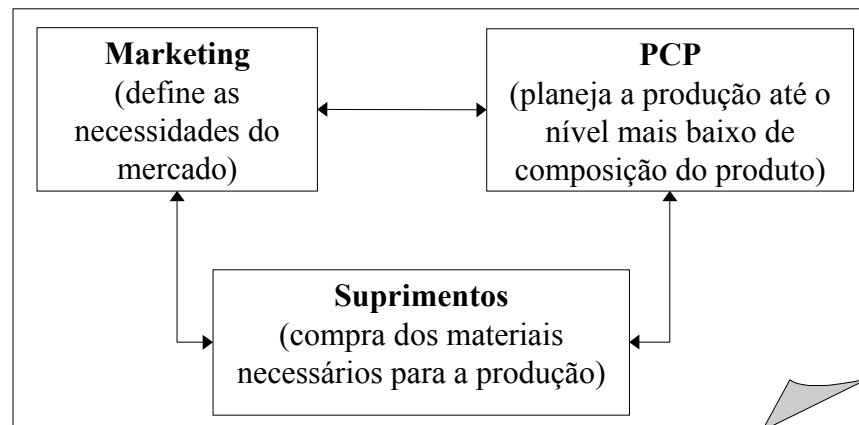 Marketing
(define as
necessidades do
mercado)
PCP
(planeja a produção até o
nível mais baixo de
composição do produto)
Suprimentos
(compra dos materiais
necessários para a produção)